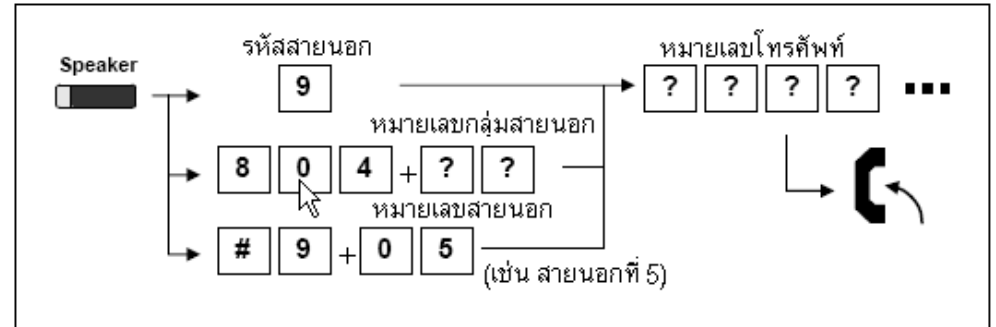 รหัสสายนอก
หมายเลขโทรศัพท์
Speaker
9
? ? ? ? ...
หมายเลขกลุ่มสายนอก
8 0 4 + ? ?
หมายเลขสายนอก
# 9 + 0 5
(เช่น สายนอกที่ 5)